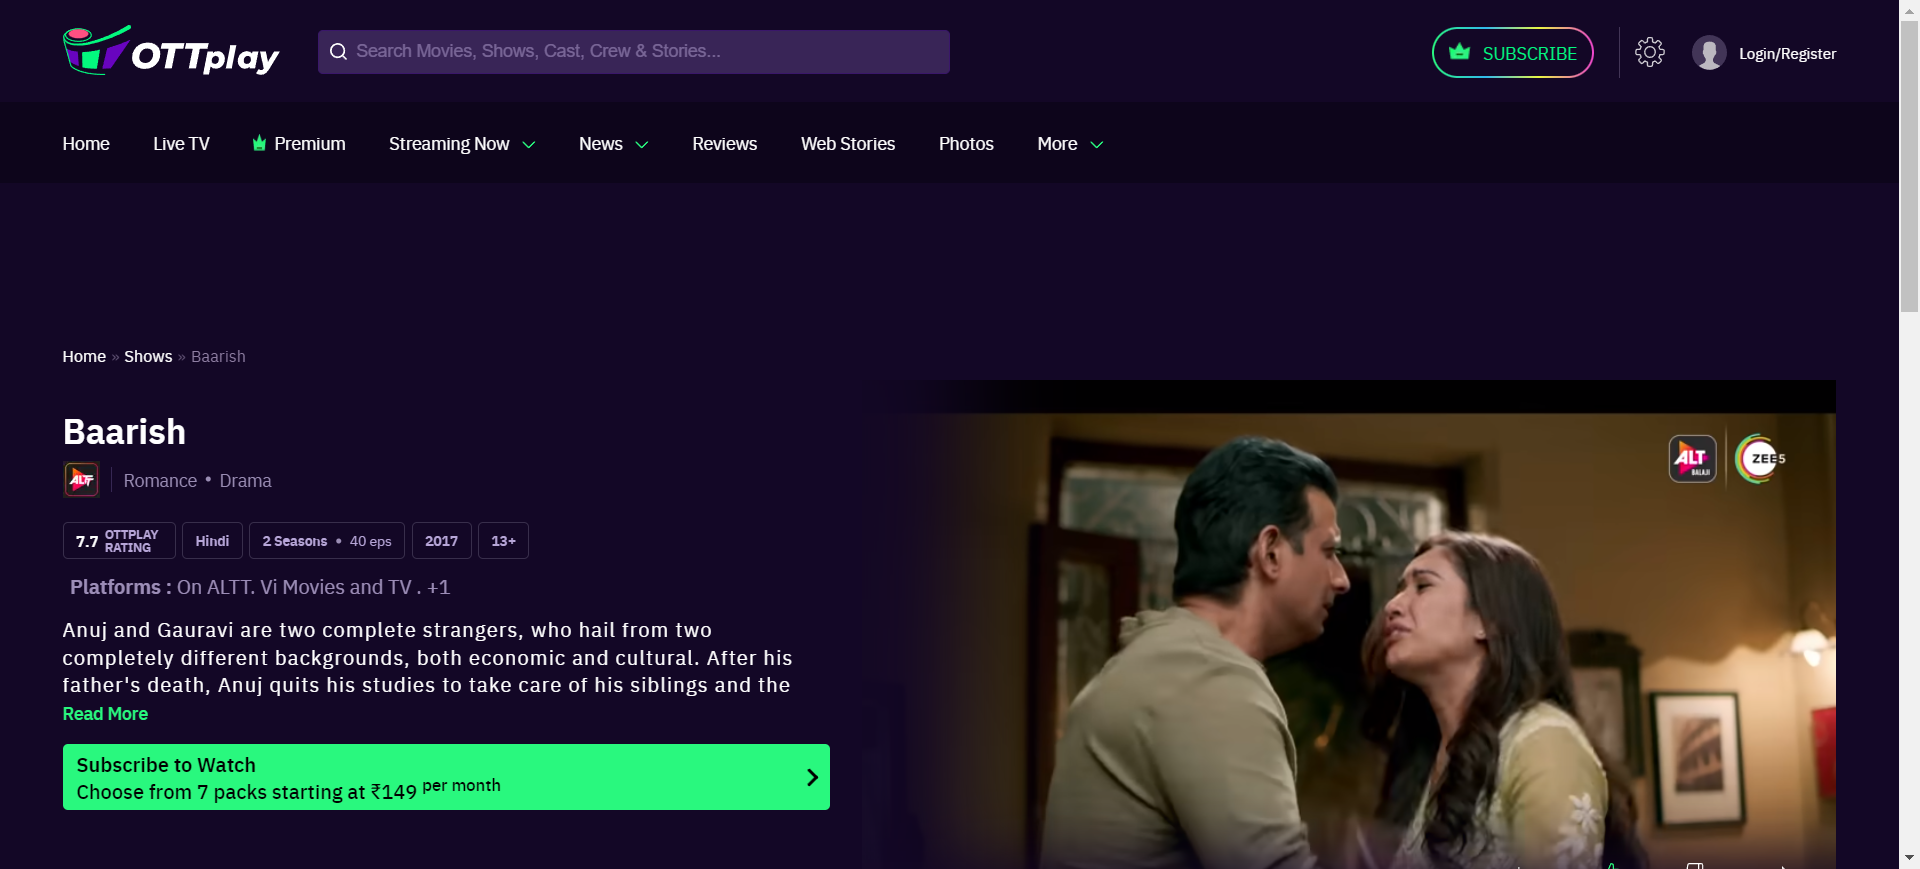 OTTplay
Search Movies, Shows, Cast, Crew & Stories...
SUBSCRIBE
Login/Register
Home
Live TV
Premium
Streaming Now
News
Reviews
Web Stories
Photos
More
Home » Shows » Baarish
Baarish
ALTT
Romance • Drama
7.7 OTTPLAY RATING
Hindi
2 Seasons • 40 eps
2017
13+
Platforms : On ALTT. Vi Movies and TV . +1
Anuj and Gauravi are two complete strangers, who hail from two
completely different backgrounds, both economic and cultural. After his
father's death, Anuj quits his studies to take care of his siblings and the
Read More
Subscribe to Watch
Choose from 7 packs starting at ₹149 per month
ALT
BALAJI
ZEE5